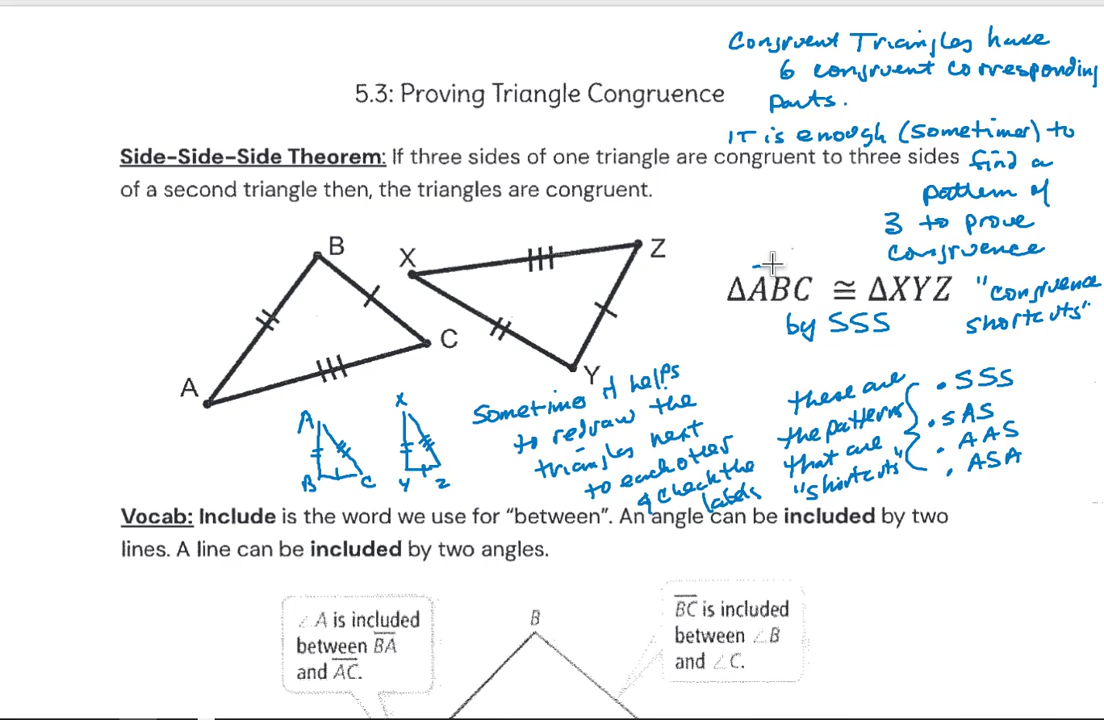 Congruent Triangles have
6 congruent corresponding
parts.
5.3: Proving Triangle Congruence
IT is enough (sometimes) to
find a
pattern of
3 to prove
congruence
"congruence
shortcuts"
Side-Side-Side Theorem: If three sides of one triangle are congruent to three sides
of a second triangle then, the triangles are congruent.
B
X
Z
C
A
Y
ΔABC ≅ ΔXYZ
by SSS
A
B
C
X
Y
Z
Sometimes it helps
to redraw the
triangles next
to each other
& check the
labels
these are
the patterns
that are
"shortcuts"
. SSS
. SAS
. AAS
. ASA
Vocab: Include is the word we use for “between”. An angle can be included by two
lines. A line can be included by two angles.
∠A is included
between BA
and AC.
B
BC is included
between ∠B
and ∠C.